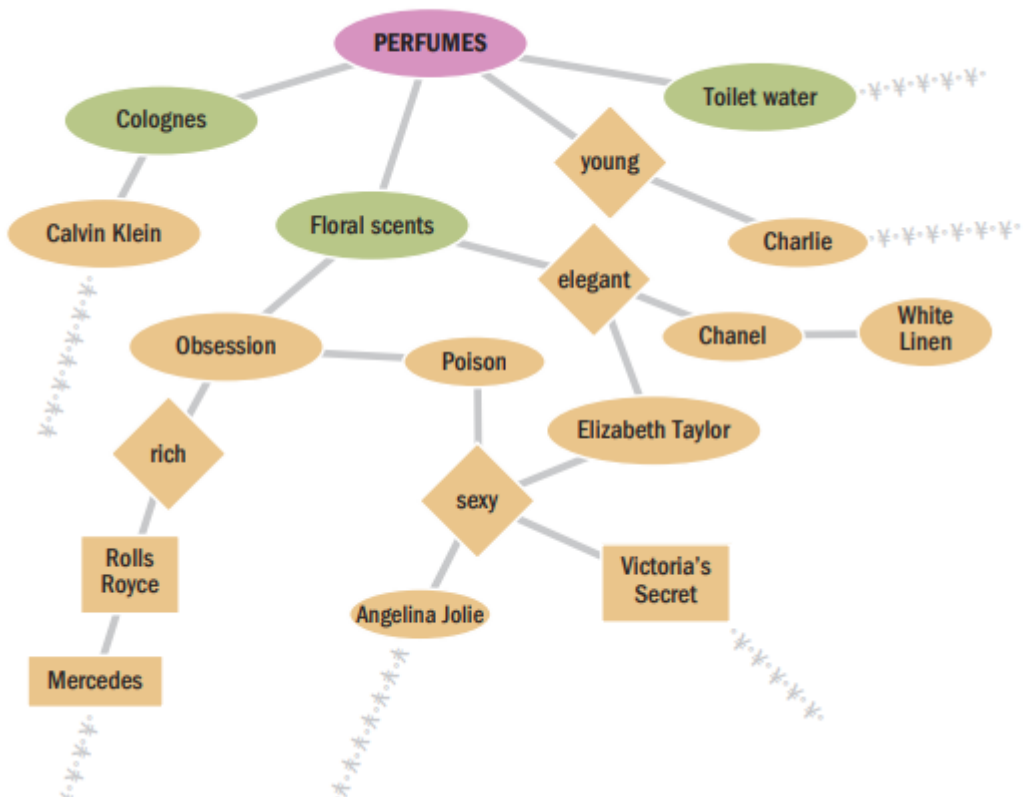 PERFUMES
Toilet water
Colognes
young
Calvin Klein
Floral scents
Charlie
elegant
White
Linen
Chanel
Obsession
Poison
Elizabeth Taylor
rich
sexy
Rolls
Royce
Victoria's
Secret
Angelina Jolie
Mercedes